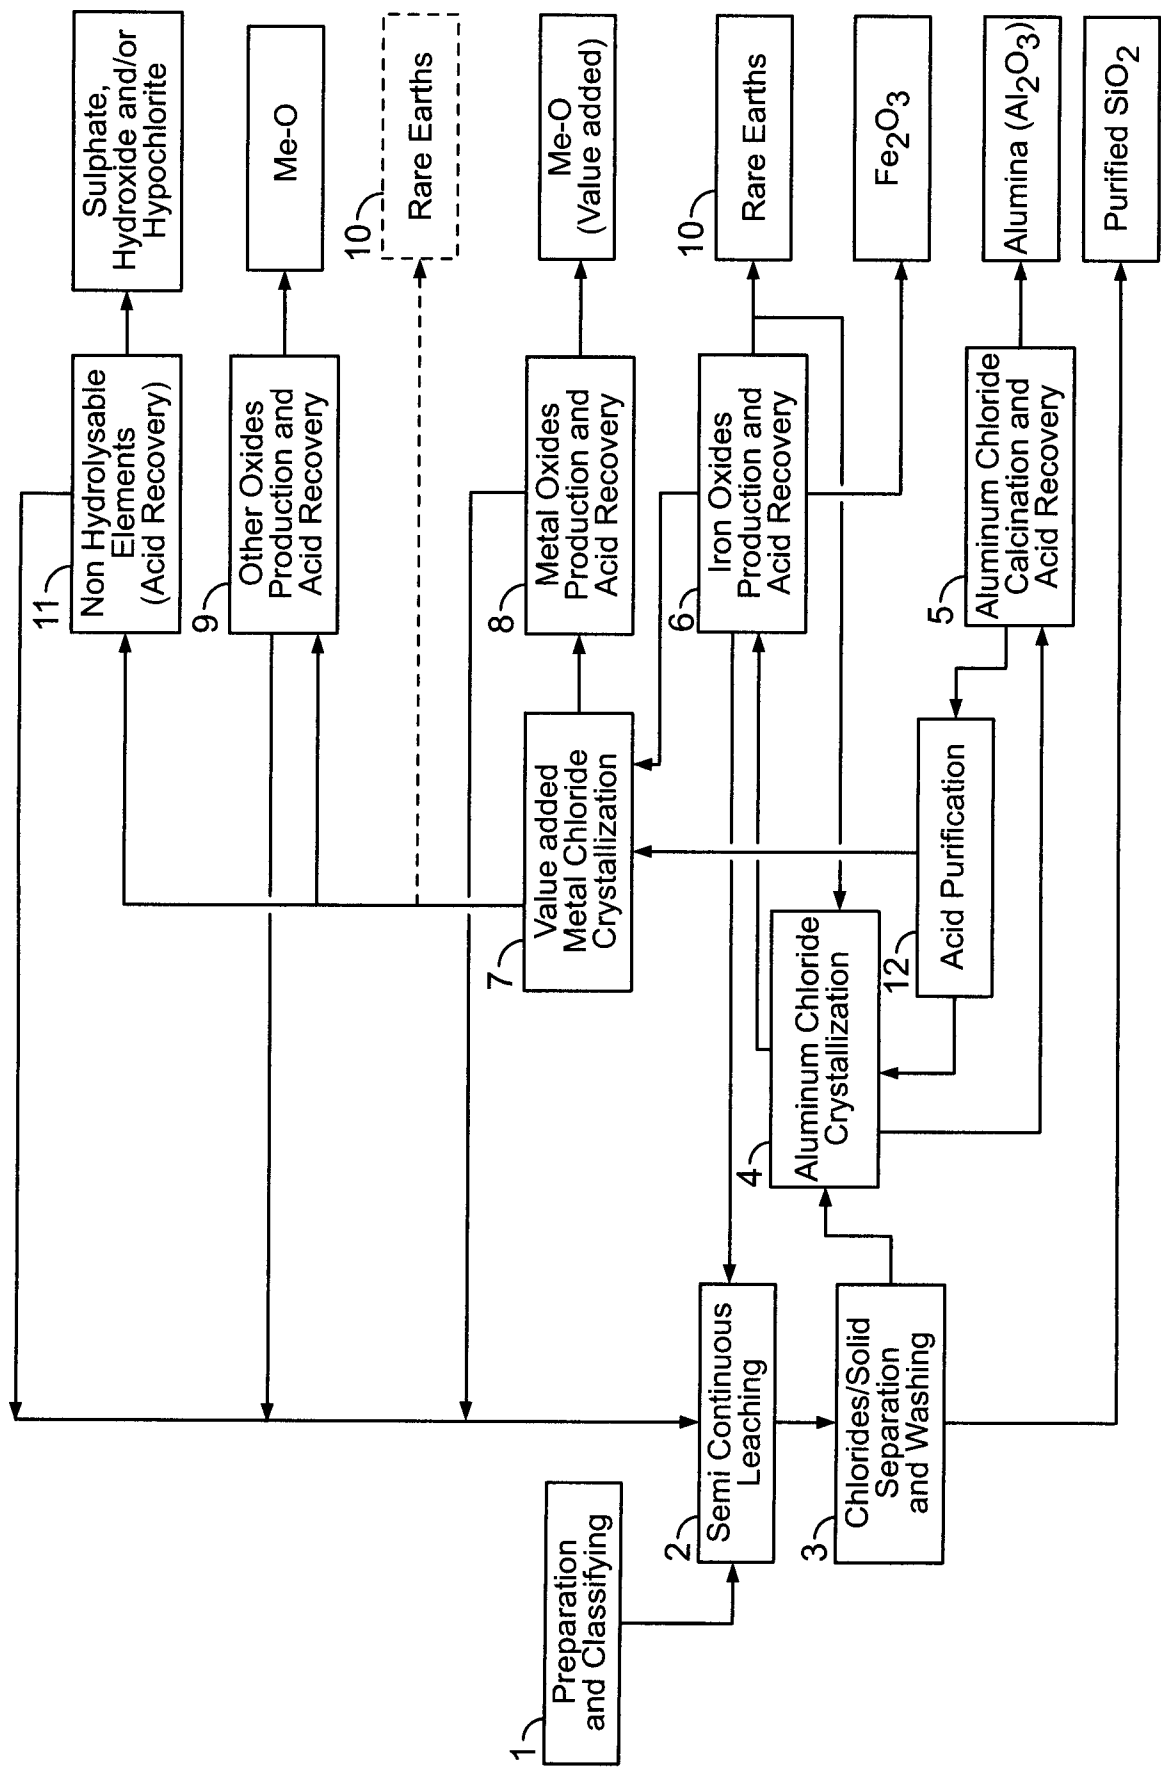 1
Preparation
and Classifying
2
Semi Continuous
Leaching
3
Chlorides/Solid
Separation
and Washing
4
Aluminum Chloride
Crystallization
12
Acid Purification
7
Value added
Metal Chloride
Crystallization
11
Non Hydrolysable
Elements
(Acid Recovery)
9
Other Oxides
Production and
Acid Recovery
8
Metal Oxides
Production and
Acid Recovery
6
Iron Oxides
Production and
Acid Recovery
5
Aluminum Chloride
Calcination and
Acid Recovery
Sulphate,
Hydroxide and/or
Hypochlorite
Me-O
10
Rare Earths
Me-O
(Value added)
10
Rare Earths
Fe2O3
Alumina (Al2O3)
Purified SiO2